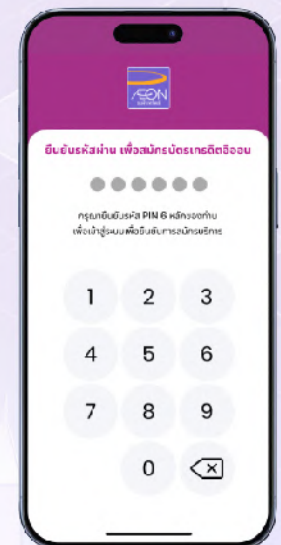 ÆON
ยืนยันรหัสผ่าน เพื่อสมัครบัตรเครดิตอิออน
กรุณายืนยันรหัส PIN 6 หลักของท่าน
เพื่อเข้าสู่ระบบเพื่อยืนยันการสมัครบริการ
1 2 3
4 5 6
7 8 9
0